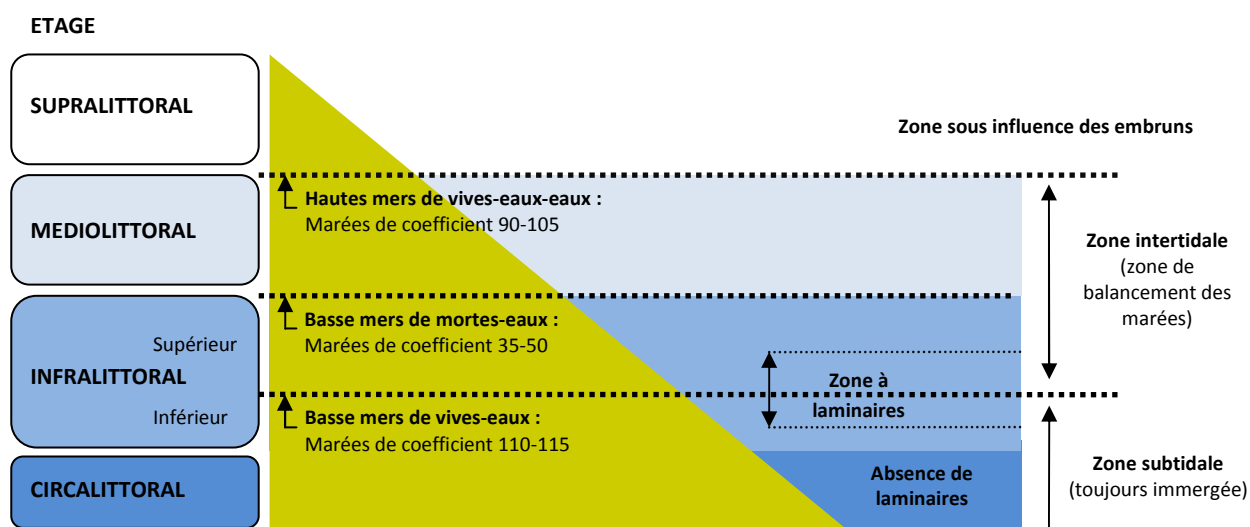 ETAGE
SUPRALITTORAL
Zone sous influence des embruns
Hautes mers de vives-eaux-eaux :
Marées de coefficient 90-105
MEDIOLITTORAL
Zone intertidale
(zone de
balancement des
marées)
Basse mers de mortes-eaux :
Marées de coefficient 35-50
Supérieur
INFRALITTORAL
Inférieur
Zone à
laminaires
Basse mers de vives-eaux :
Marées de coefficient 110-115
Zone subtidale
(toujours immergée)
CIRCALITTORAL
Absence de
laminaires